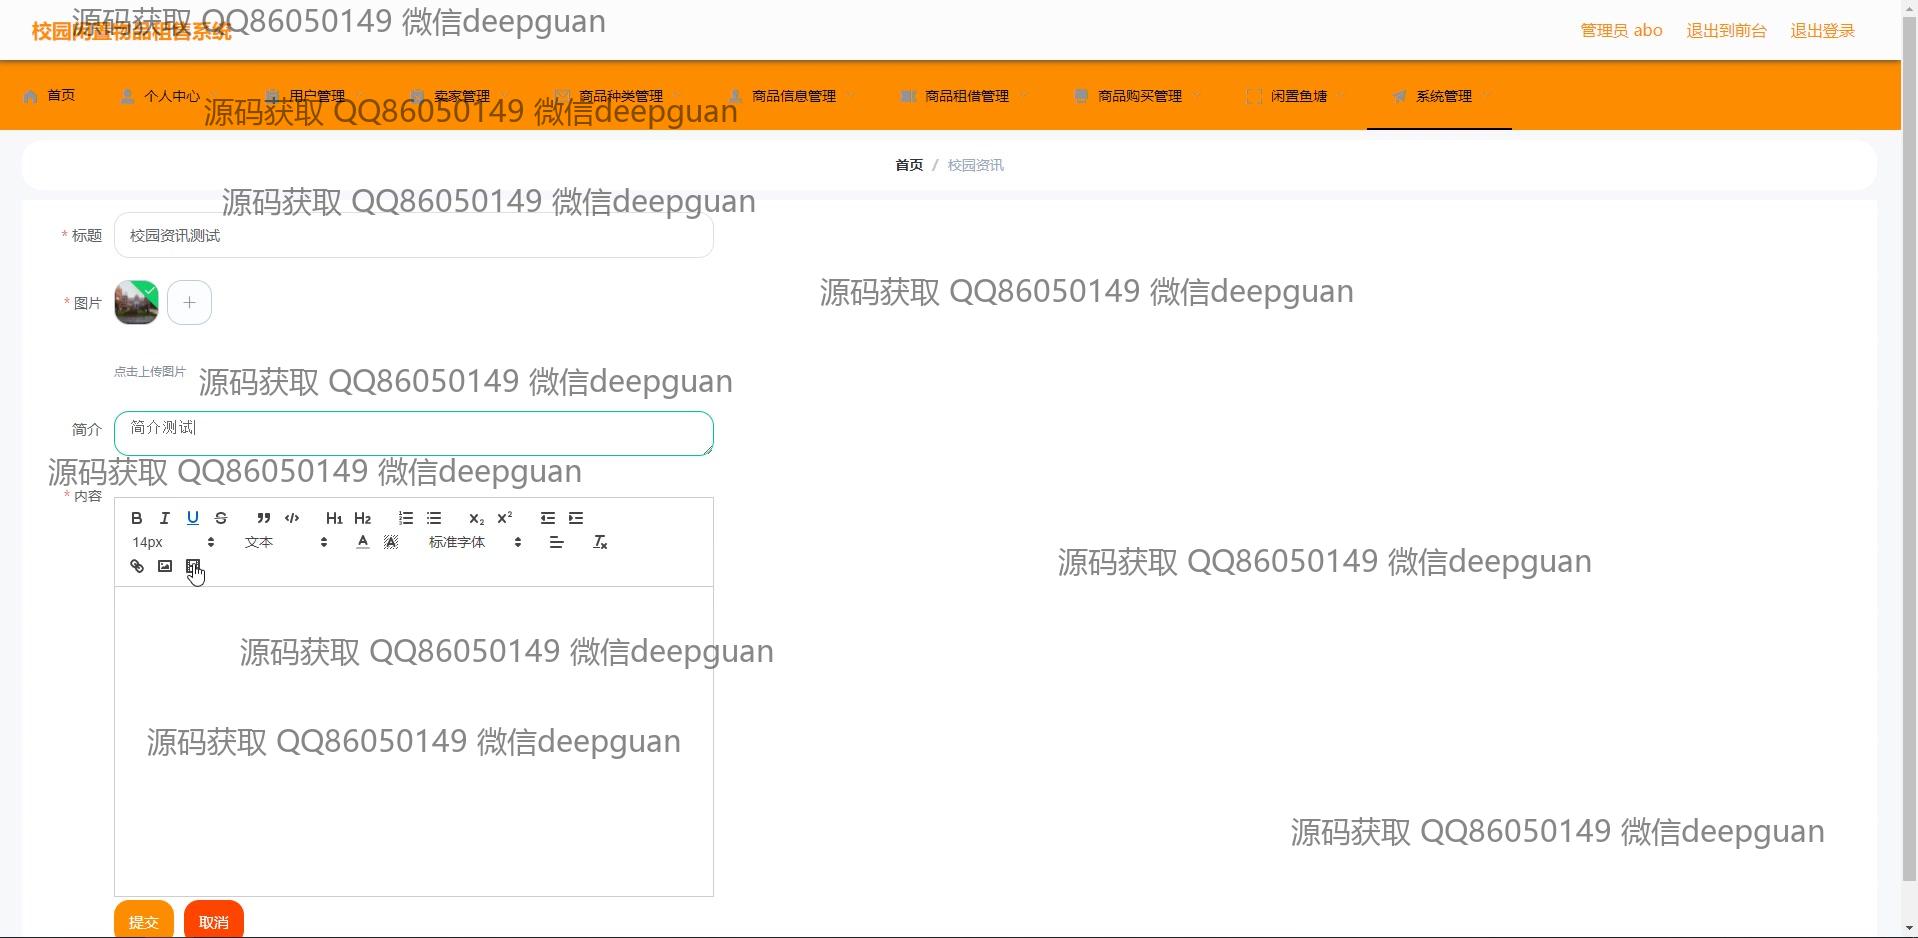 校园闲置物品租售系统
源码获取 QQ86050149 微信deepguan
管理员 abo 退出到前台 退出登录
首页 个人中心 用户管理 卖家管理 商品种类管理 商品信息管理 商品租借管理 商品购买管理 闲置鱼塘 系统管理
源码获取 QQ86050149 微信deepguan
首页 / 校园资讯
源码获取 QQ86050149 微信deepguan
* 标题 校园资讯测试
源码获取 QQ86050149 微信deepguan
* 图片
点击上传图片
源码获取 QQ86050149 微信deepguan
简介 简介测试
源码获取 QQ86050149 微信deepguan
* 内容
B I U S H1 H2 X2 X2
14px 文本 A A 标准字体 Tx
源码获取 QQ86050149 微信deepguan
源码获取 QQ86050149 微信deepguan
源码获取 QQ86050149 微信deepguan
源码获取 QQ86050149 微信deepguan
提交 取消